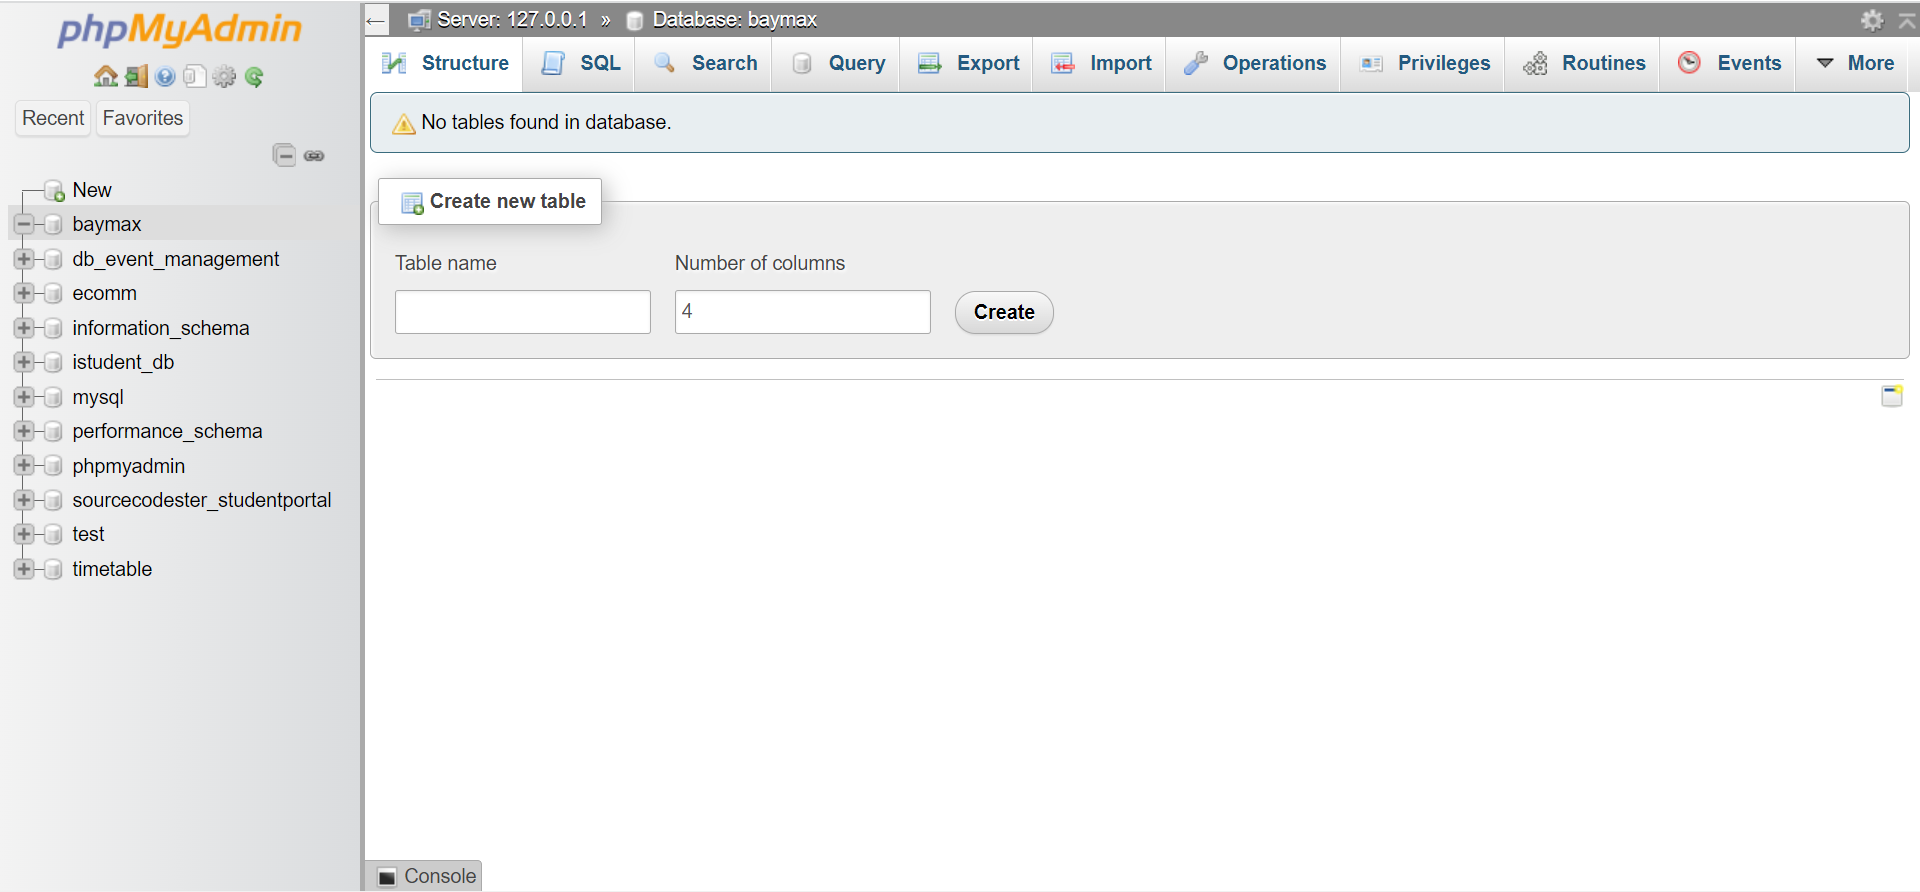 phpMyAdmin
Recent Favorites
New
baymax
db_event_management
ecomm
information_schema
istudent_db
mysql
performance_schema
phpmyadmin
sourcecodester_studentportal
test
timetable
Server: 127.0.0.1 » Database: baymax
Structure SQL Search Query Export Import Operations Privileges Routines Events More
No tables found in database.
Create new table
Table name Number of columns
4 Create
Console